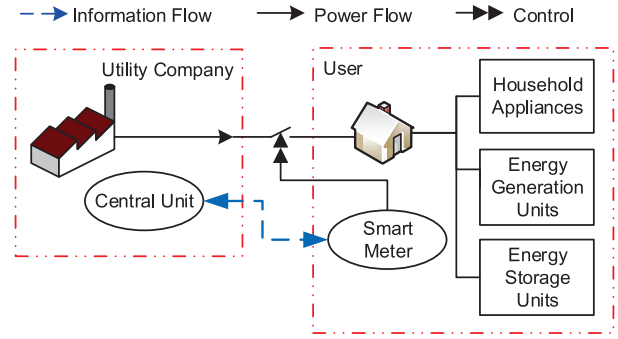 Information Flow
Power Flow
Control
Utility Company
User
Household
Appliances
Energy
Generation
Units
Central Unit
Smart
Meter
Energy
Storage
Units